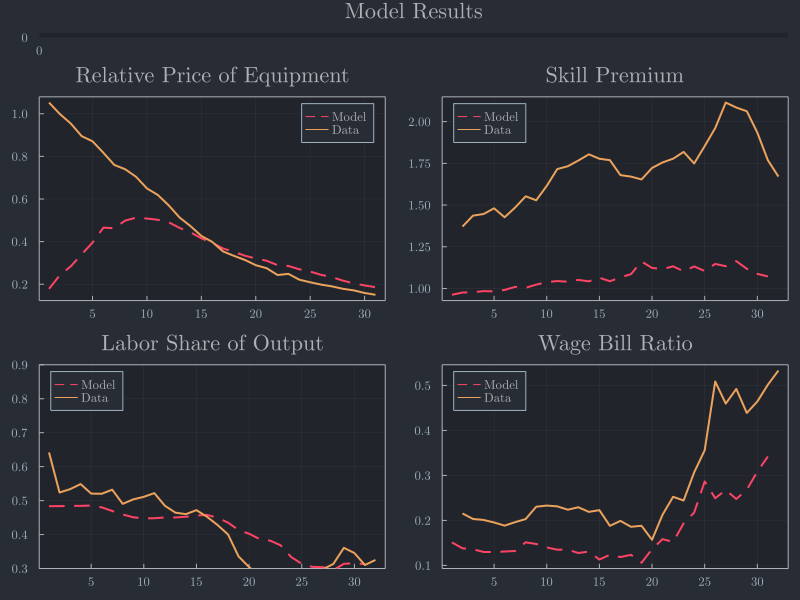 Model Results
0
0
Relative Price of Equipment
Skill Premium
Model
Data
1.0
0.8
0.6
0.4
0.2
5 10 15 20 25 30
Model
Data
2.00
1.75
1.50
1.25
1.00
5 10 15 20 25 30
Labor Share of Output
Wage Bill Ratio
Model
Data
0.9
0.8
0.7
0.6
0.5
0.4
0.3
5 10 15 20 25 30
Model
Data
0.5
0.4
0.3
0.2
0.1
5 10 15 20 25 30